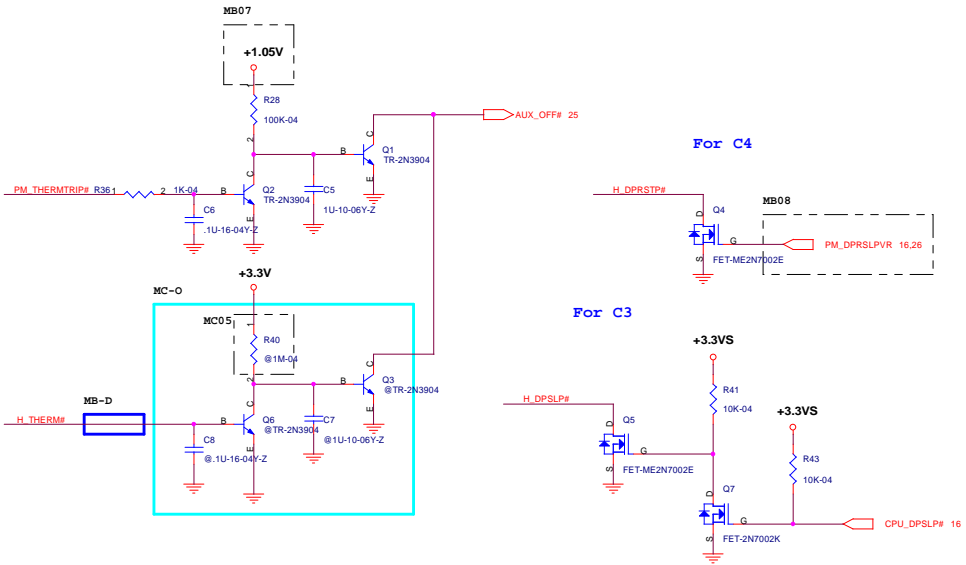 MB07
+1.05V
1
R28
100K-04
2
AUX_OFF# 25
C
B
Q1
TR-2N3904
E
PM_THERMTRIP#
R36
1
2
1K-04
C
B
Q2
TR-2N3904
E
C5
1U-10-06Y-Z
C6
.1U-16-04Y-Z
For C4
H_DPRSTP#
D
Q4
MB08
G
PM_DPRSLPVR 16,26
S
FET-ME2N7002E
+3.3V
MC-O
MC05
1
R40
@1M-04
2
C
B
Q3
@TR-2N3904
E
MB-D
H_THERM#
C
B
Q6
@TR-2N3904
E
C7
@1U-10-06Y-Z
C8
@.1U-16-04Y-Z
For C3
+3.3VS
R41
10K-04
+3.3VS
R43
10K-04
H_DPSLP#
D
Q5
G
S
FET-ME2N7002E
D
Q7
G
S
FET-2N7002K
CPU_DPSLP# 16